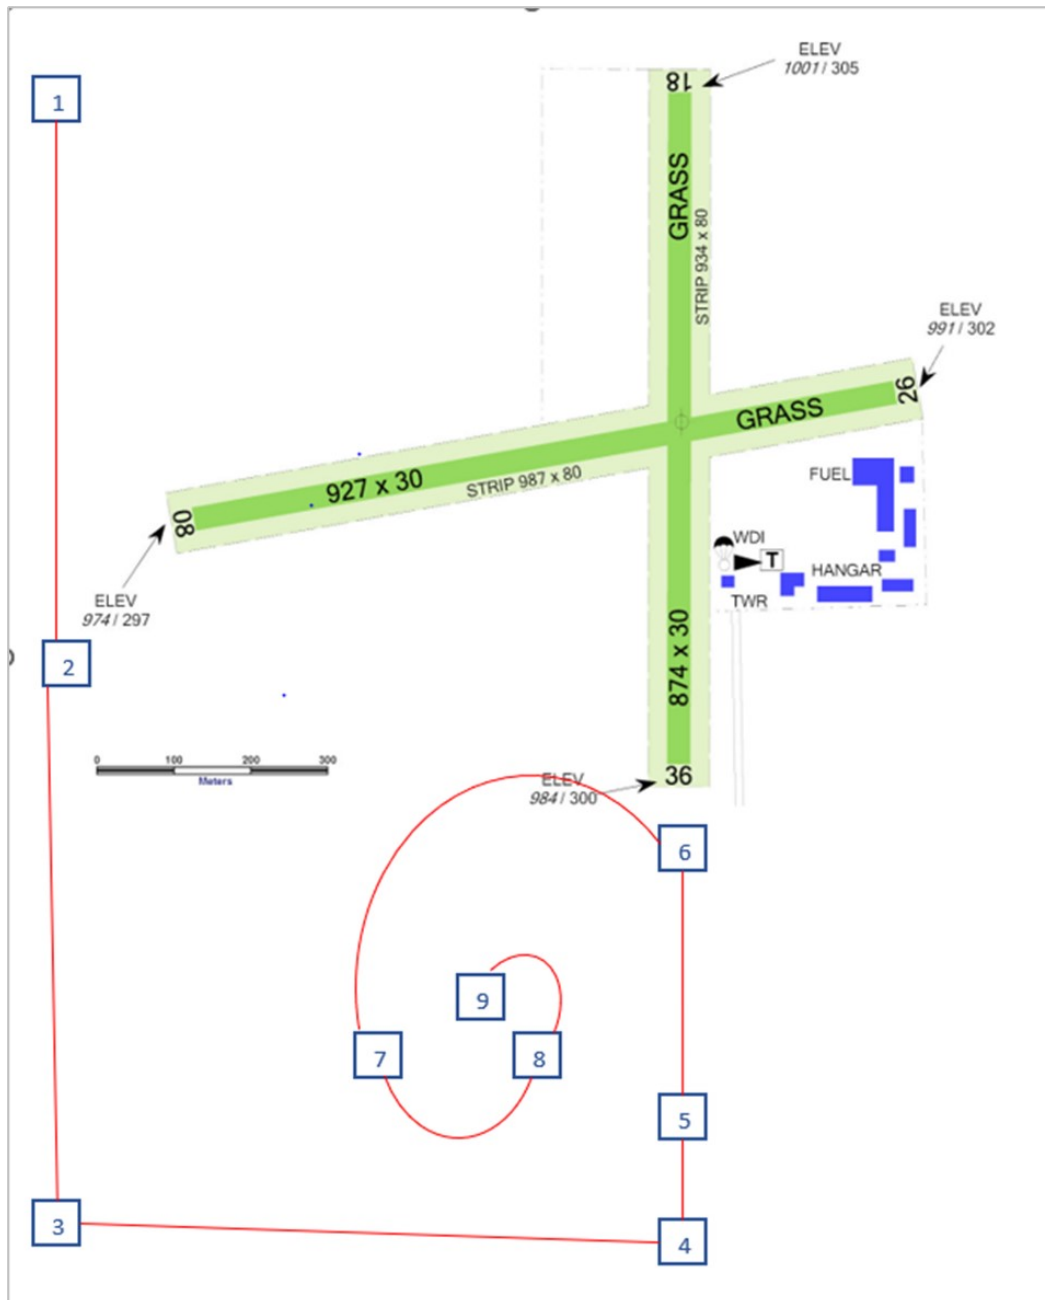 1
ELEV
1001 / 305
18
GRASS
STRIP 934 x 80
ELEV
991 / 302
26
GRASS
927 x 30
STRIP 987 x 80
08
FUEL
WDI
T
HANGAR
TWR
ELEV
974 / 297
874 x 30
2
0 100 200 300
Meters
36
ELEV
984 / 300
6
9
7
8
5
3
4